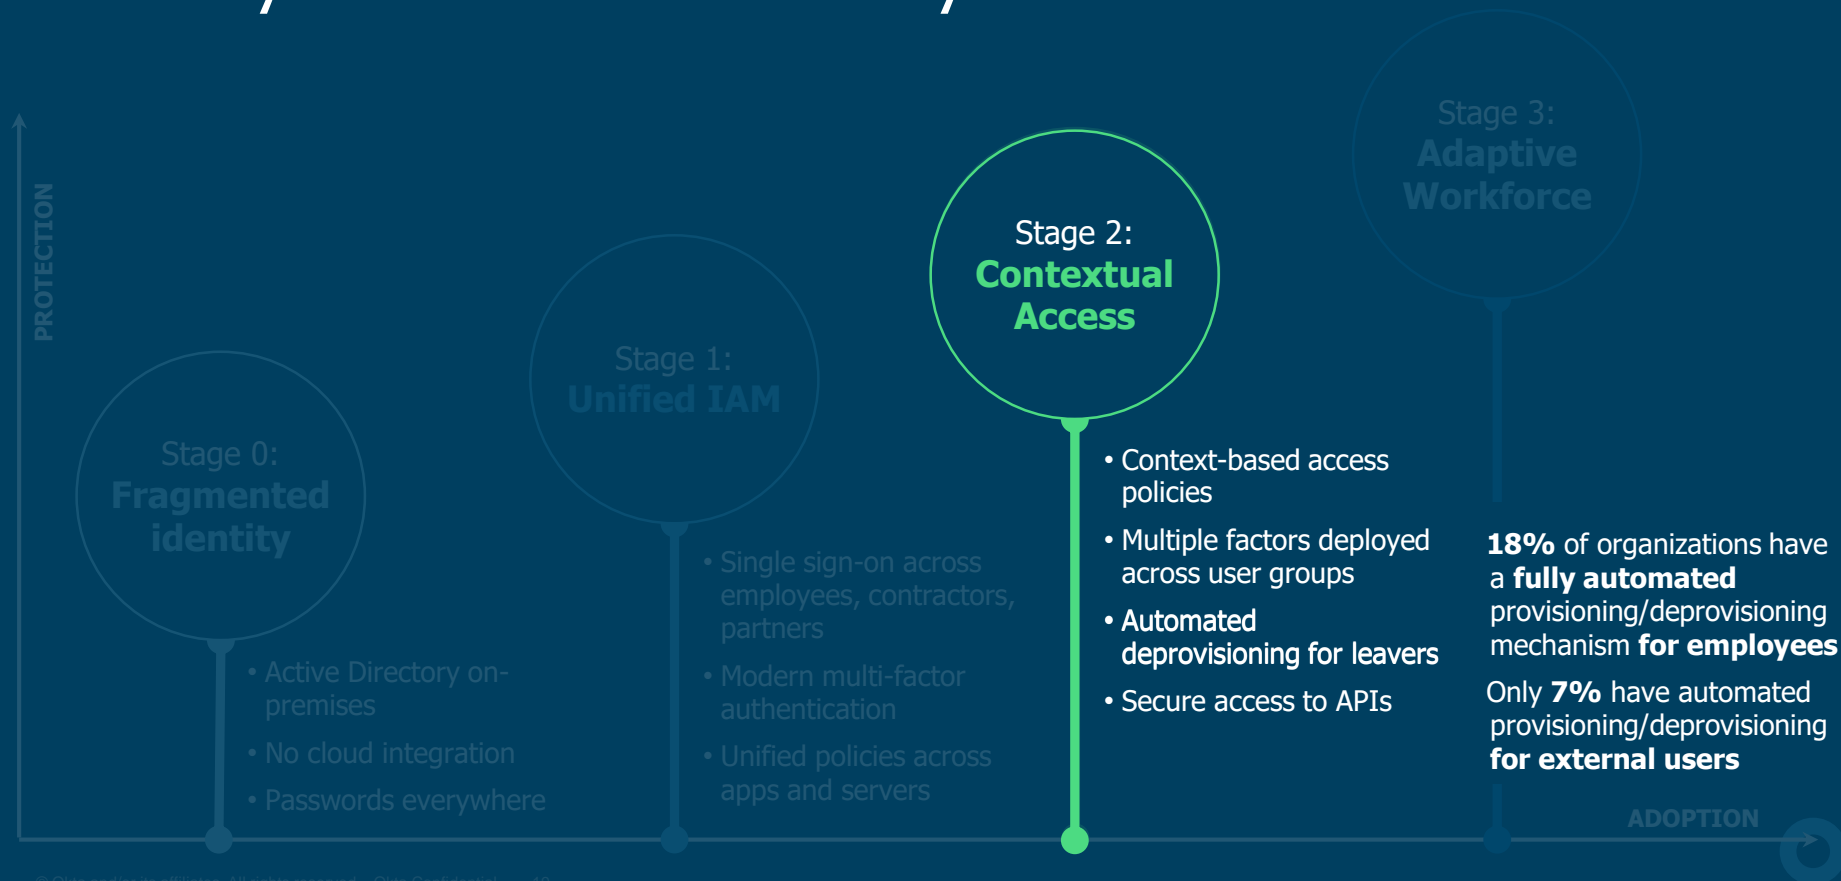 PROTECTION
Stage 0:
Fragmented
identity
• Active Directory on-
premises
• No cloud integration
• Passwords everywhere
Stage 1:
Unified IAM
• Single sign-on across
employees, contractors,
partners
• Modern multi-factor
authentication
• Unified policies across
apps and servers
Stage 2:
Contextual
Access
• Context-based access
policies
• Multiple factors deployed
across user groups
• Automated
deprovisioning for leavers
• Secure access to APIs
Stage 3:
Adaptive
Workforce
18% of organizations have
a fully automated
provisioning/deprovisioning
mechanism for employees
Only 7% have automated
provisioning/deprovisioning
for external users
ADOPTION